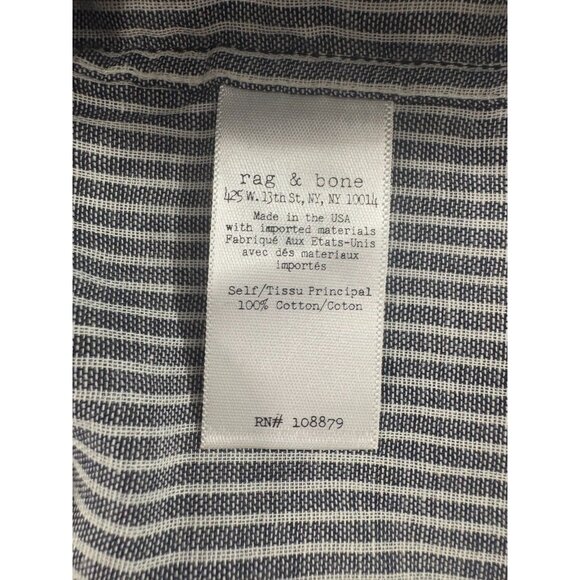 rag & bone
425 W. 13th St, NY, NY 10014
Made in the USA
with imported materials
Fabriqué Aux Etats-Unis
avec dés materiaux
importés
Self/Tissu Principal
100% Cotton/Coton
RN# 108879